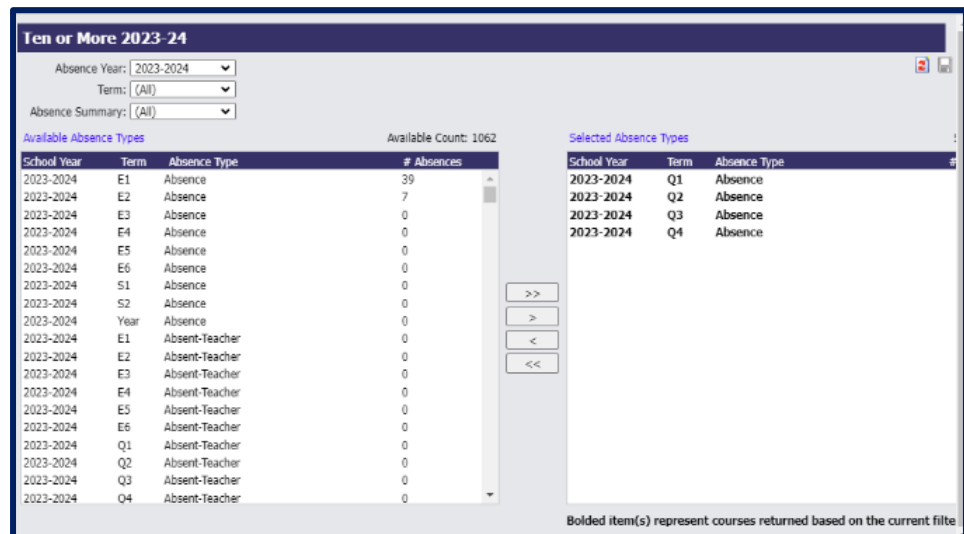 Ten or More 2023-24
Absence Year: 2023-2024
Term: (All)
Absence Summary: (All)
Available Absence Types Available Count: 1062
School Year Term Absence Type # Absences
2023-2024 E1 Absence 39
2023-2024 E2 Absence 7
2023-2024 E3 Absence 0
2023-2024 E4 Absence 0
2023-2024 E5 Absence 0
2023-2024 E6 Absence 0
2023-2024 S1 Absence 0
2023-2024 S2 Absence 0
2023-2024 Year Absence 0
2023-2024 E1 Absent-Teacher 0
2023-2024 E2 Absent-Teacher 0
2023-2024 E3 Absent-Teacher 0
2023-2024 E4 Absent-Teacher 0
2023-2024 E5 Absent-Teacher 0
2023-2024 E6 Absent-Teacher 0
2023-2024 Q1 Absent-Teacher 0
2023-2024 Q2 Absent-Teacher 0
2023-2024 Q3 Absent-Teacher 0
2023-2024 Q4 Absent-Teacher 0
>>
>
<
<<
Selected Absence Types
School Year Term Absence Type #
2023-2024 Q1 Absence
2023-2024 Q2 Absence
2023-2024 Q3 Absence
2023-2024 Q4 Absence
Bolded item(s) represent courses returned based on the current filte